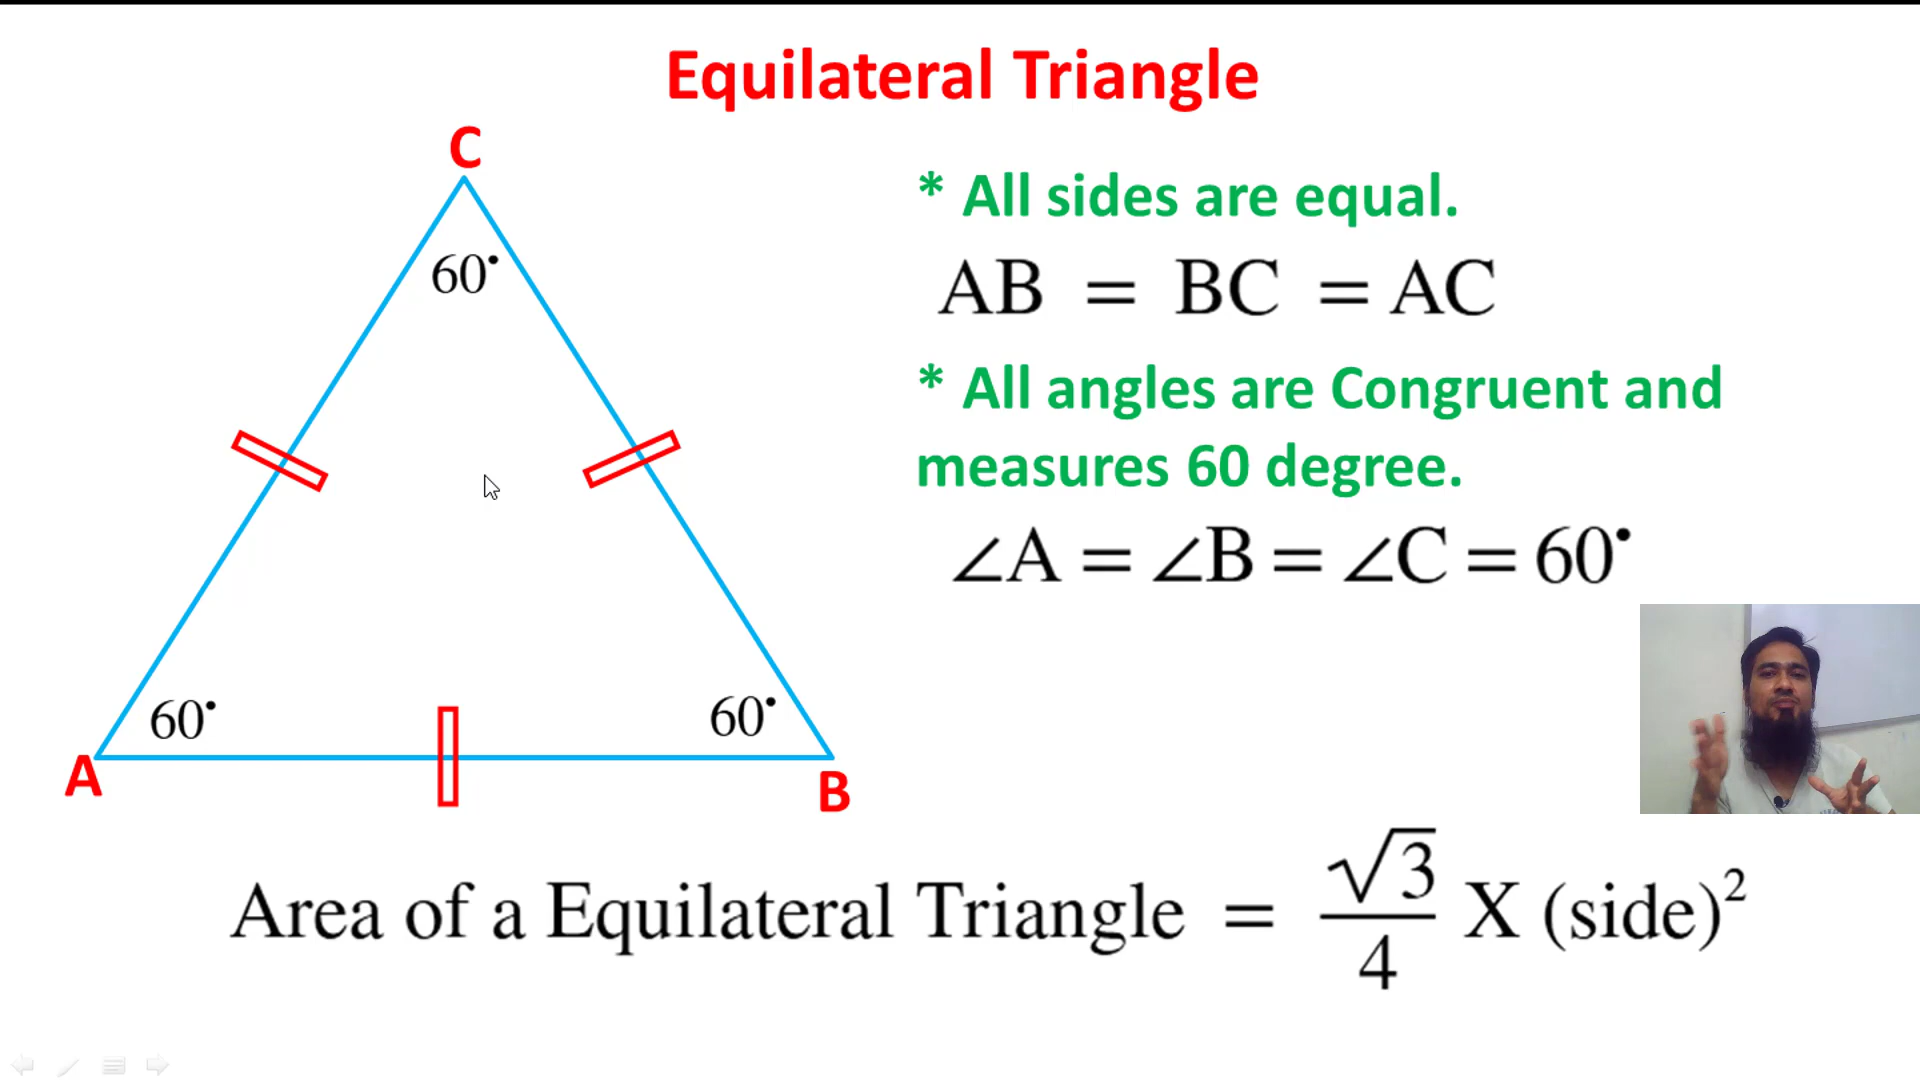 Equilateral Triangle
C
60°
60°
60°
A
B
* All sides are equal.
AB = BC = AC
* All angles are Congruent and
measures 60 degree.
∠A = ∠B = ∠C = 60°
Area of a Equilateral Triangle = √3/4 X (side)²